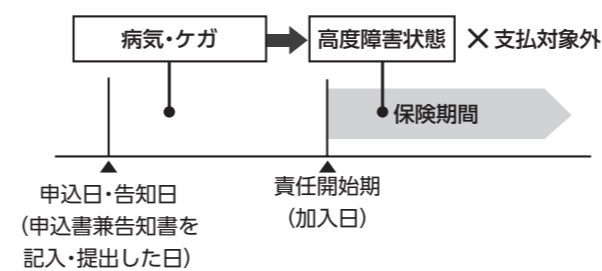 病気・ケガ
高度障害状態
×支払対象外
保険期間
申込日・告知日
（申込書兼告知書を
記入・提出した日）
責任開始期
（加入日）